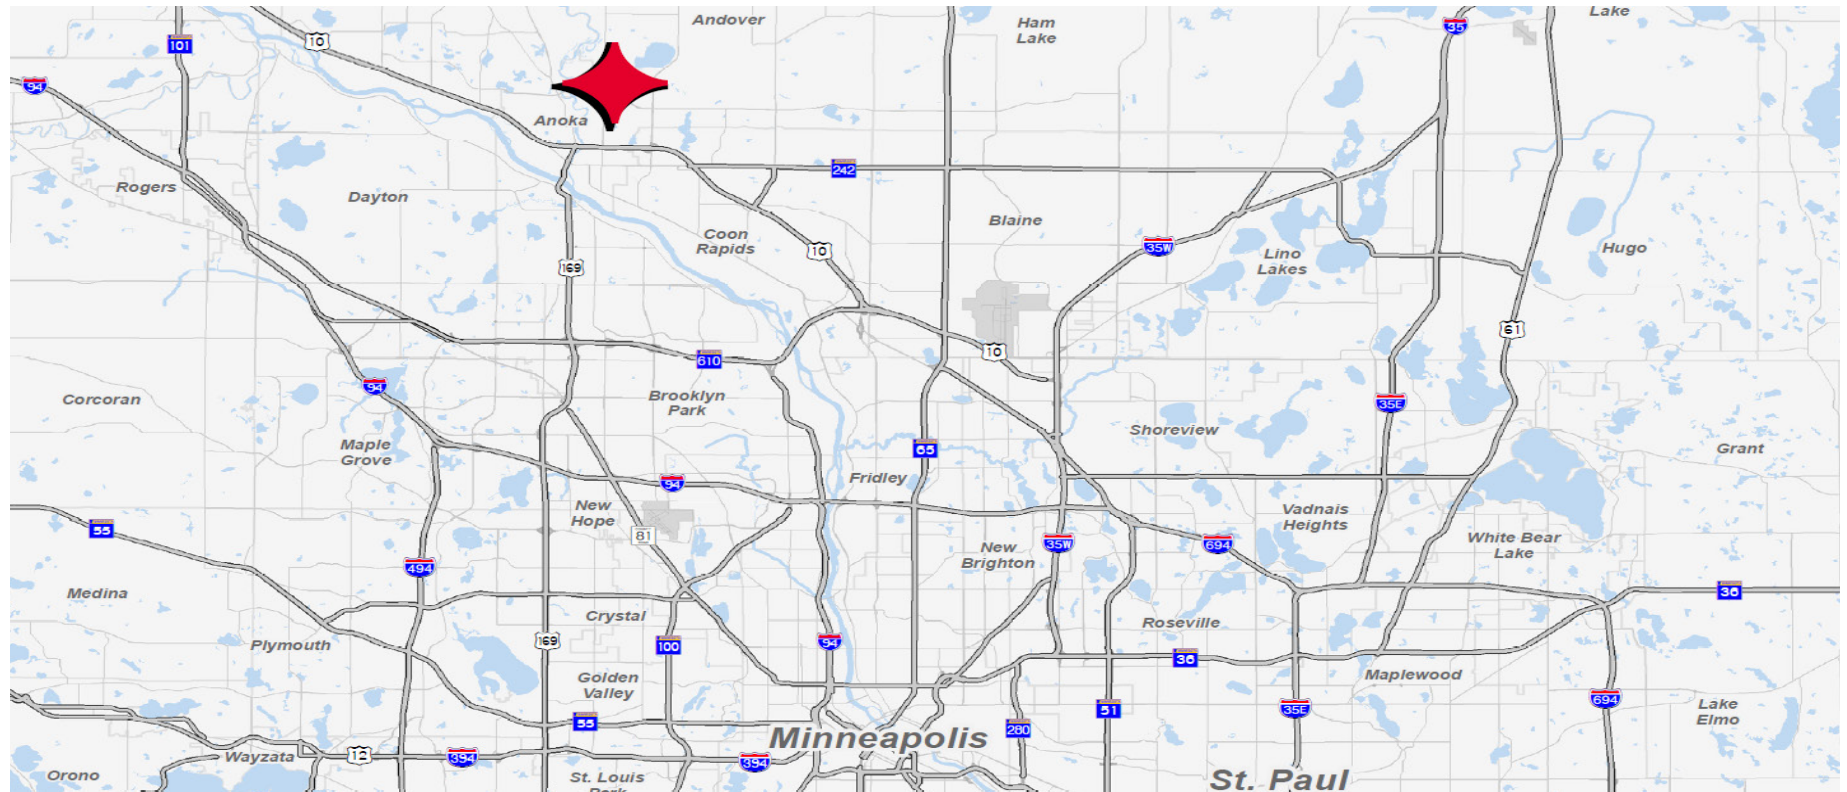 Andover
Ham
Lake
Lake
101
10
35
94
Anoka
242
Rogers
Dayton
Blaine
Coon
Rapids
10
35W
Lino
Lakes
Hugo
169
61
10
610
94
Corcoran
Brooklyn
Park
35E
Maple
Grove
Shoreview
65
Grant
Fridley
94
New
Hope
Vadnais
Heights
55
81
White Bear
Lake
35W
694
New
Brighton
494
Medina
36
Crystal
Roseville
Plymouth
169
100
94
36
Golden
Valley
Maplewood
694
35E
51
Lake
Elmo
55
280
Minneapolis
Wayzata
12
394
394
Orono
St. Louis
Park
St. Paul